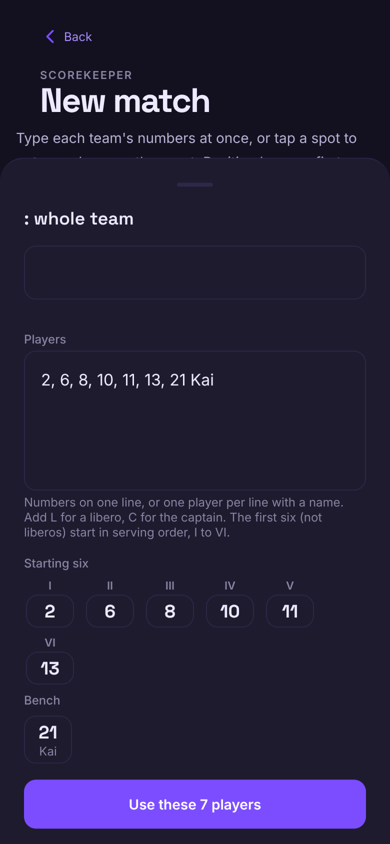 Back
SCOREKEEPER
New match
Type each team's numbers at once, or tap a spot to
: whole team
Players
2, 6, 8, 10, 11, 13, 21 Kai
Numbers on one line, or one player per line with a name.
Add L for a libero, C for the captain. The first six (not
liberos) start in serving order, I to VI.
Starting six
I II III IV V
2 6 8 10 11
VI
13
Bench
21
Kai
Use these 7 players